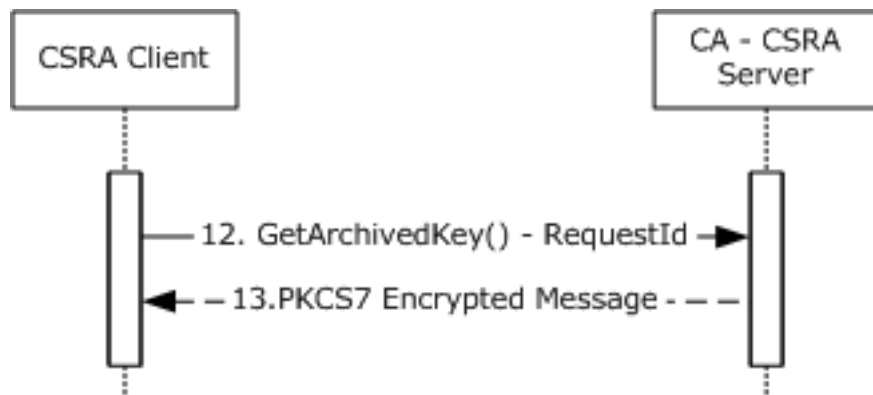 CSRA Client
CA - CSRA
Server
12. GetArchivedKey() - RequestId
13.PKCS7 Encrypted Message